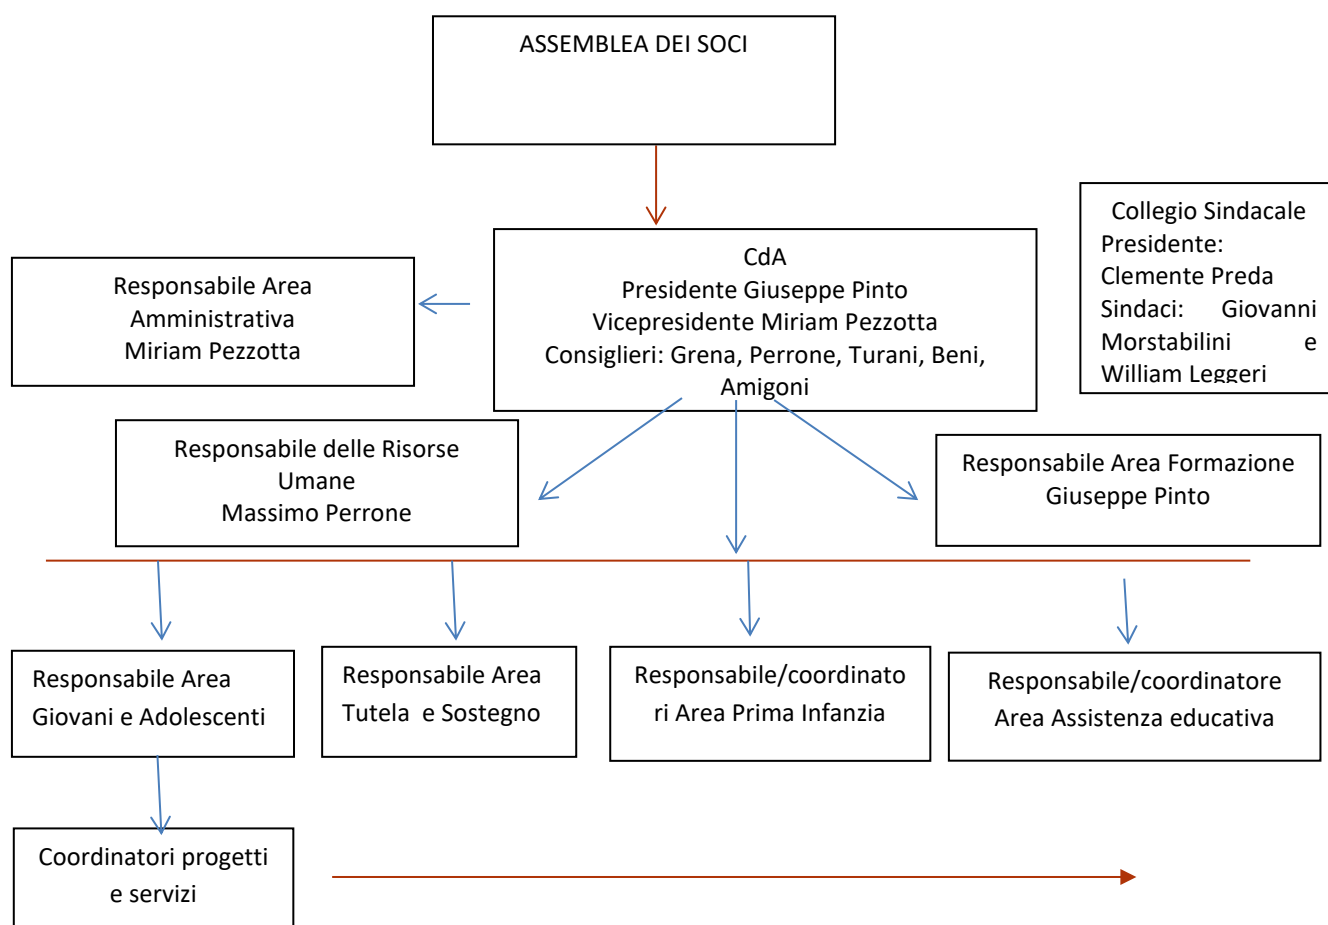 ASSEMBLEA DEI SOCI
Collegio Sindacale
Presidente:
Clemente Preda
Sindaci: Giovanni
Morstabilini e
William Leggeri
CdA
Presidente Giuseppe Pinto
Vicepresidente Miriam Pezzotta
Consiglieri: Grena, Perrone, Turani, Beni,
Amigoni
Responsabile Area
Amministrativa
Miriam Pezzotta
Responsabile delle Risorse
Umane
Massimo Perrone
Responsabile Area Formazione
Giuseppe Pinto
Responsabile Area
Giovani e Adolescenti
Responsabile Area
Tutela e Sostegno
Responsabile/coordinato
ri Area Prima Infanzia
Responsabile/coordinatore
Area Assistenza educativa
Coordinatori progetti
e servizi